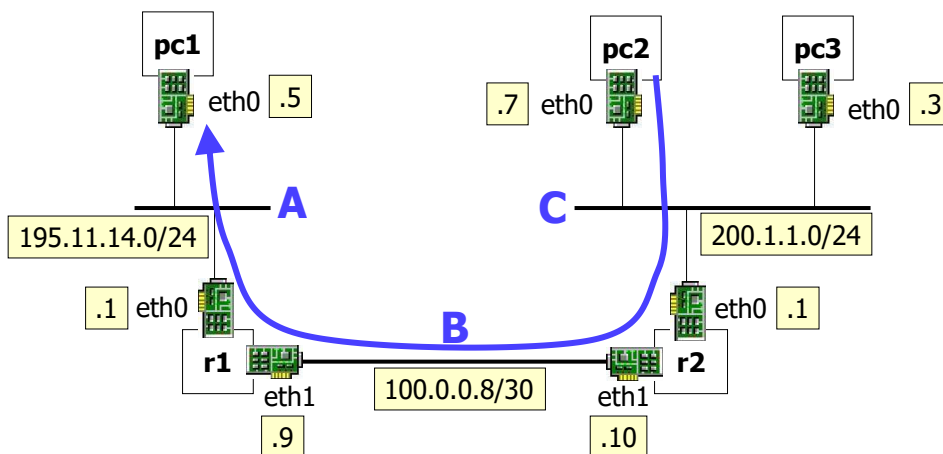 pc1
pc2
pc3
eth0 .5
.7 eth0
eth0 .3
A
C
195.11.14.0/24
200.1.1.0/24
.1 eth0
eth0 .1
B
r1
r2
eth1
100.0.0.8/30
eth1
.9
.10